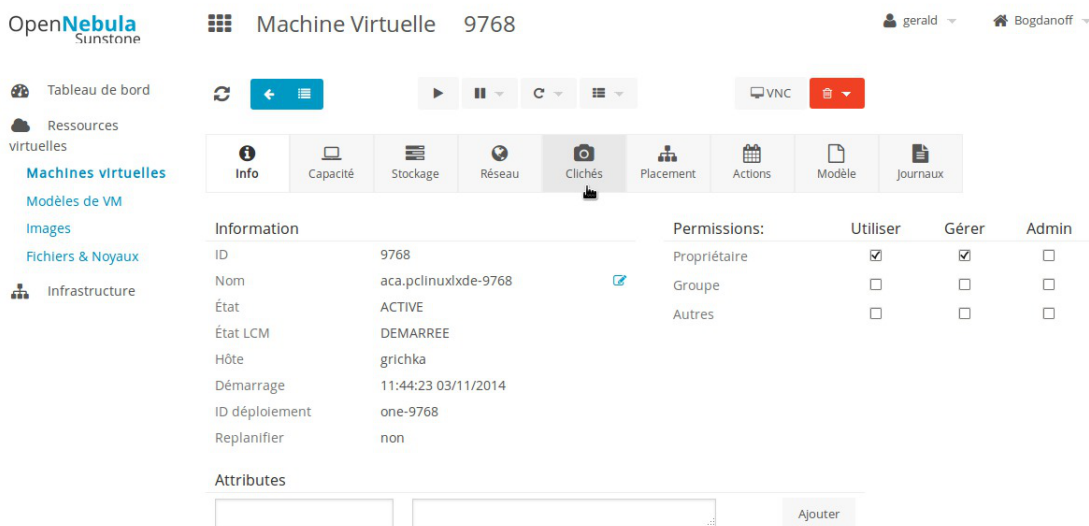 OpenNebula
Sunstone
Machine Virtuelle 9768
gerald
Bogdanoff
Tableau de bord
Ressources
virtuelles
Machines virtuelles
Modèles de VM
Images
Fichiers & Noyaux
Infrastructure
VNC
Info
Capacité
Stockage
Réseau
Clichés
Placement
Actions
Modèle
Journaux
Information
ID 9768
Nom aca.pclinuxlxde-9768
État ACTIVE
État LCM DEMARREE
Hôte grichka
Démarrage 11:44:23 03/11/2014
ID déploiement one-9768
Replanifier non
Permissions: Utiliser Gérer Admin
Propriétaire
Groupe
Autres
Attributes
Ajouter